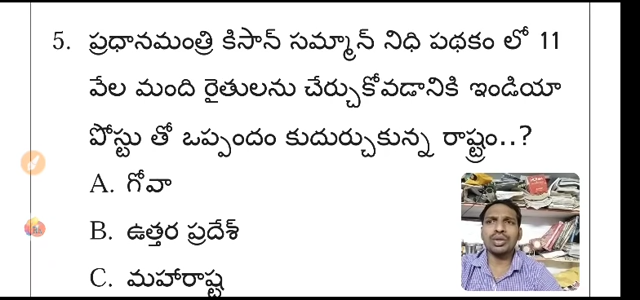 5. ప్రధానమంత్రి కిసాన్ సమ్మాన్ నిధి పథకం లో 11
వేల మంది రైతులను చేర్చుకోవడానికి ఇండియా
పోస్టు తో ఒప్పందం కుదుర్చుకున్న రాష్ట్రం..?
A. గోవా
B. ఉత్తర ప్రదేశ్
C. మహారాష్ట్ర